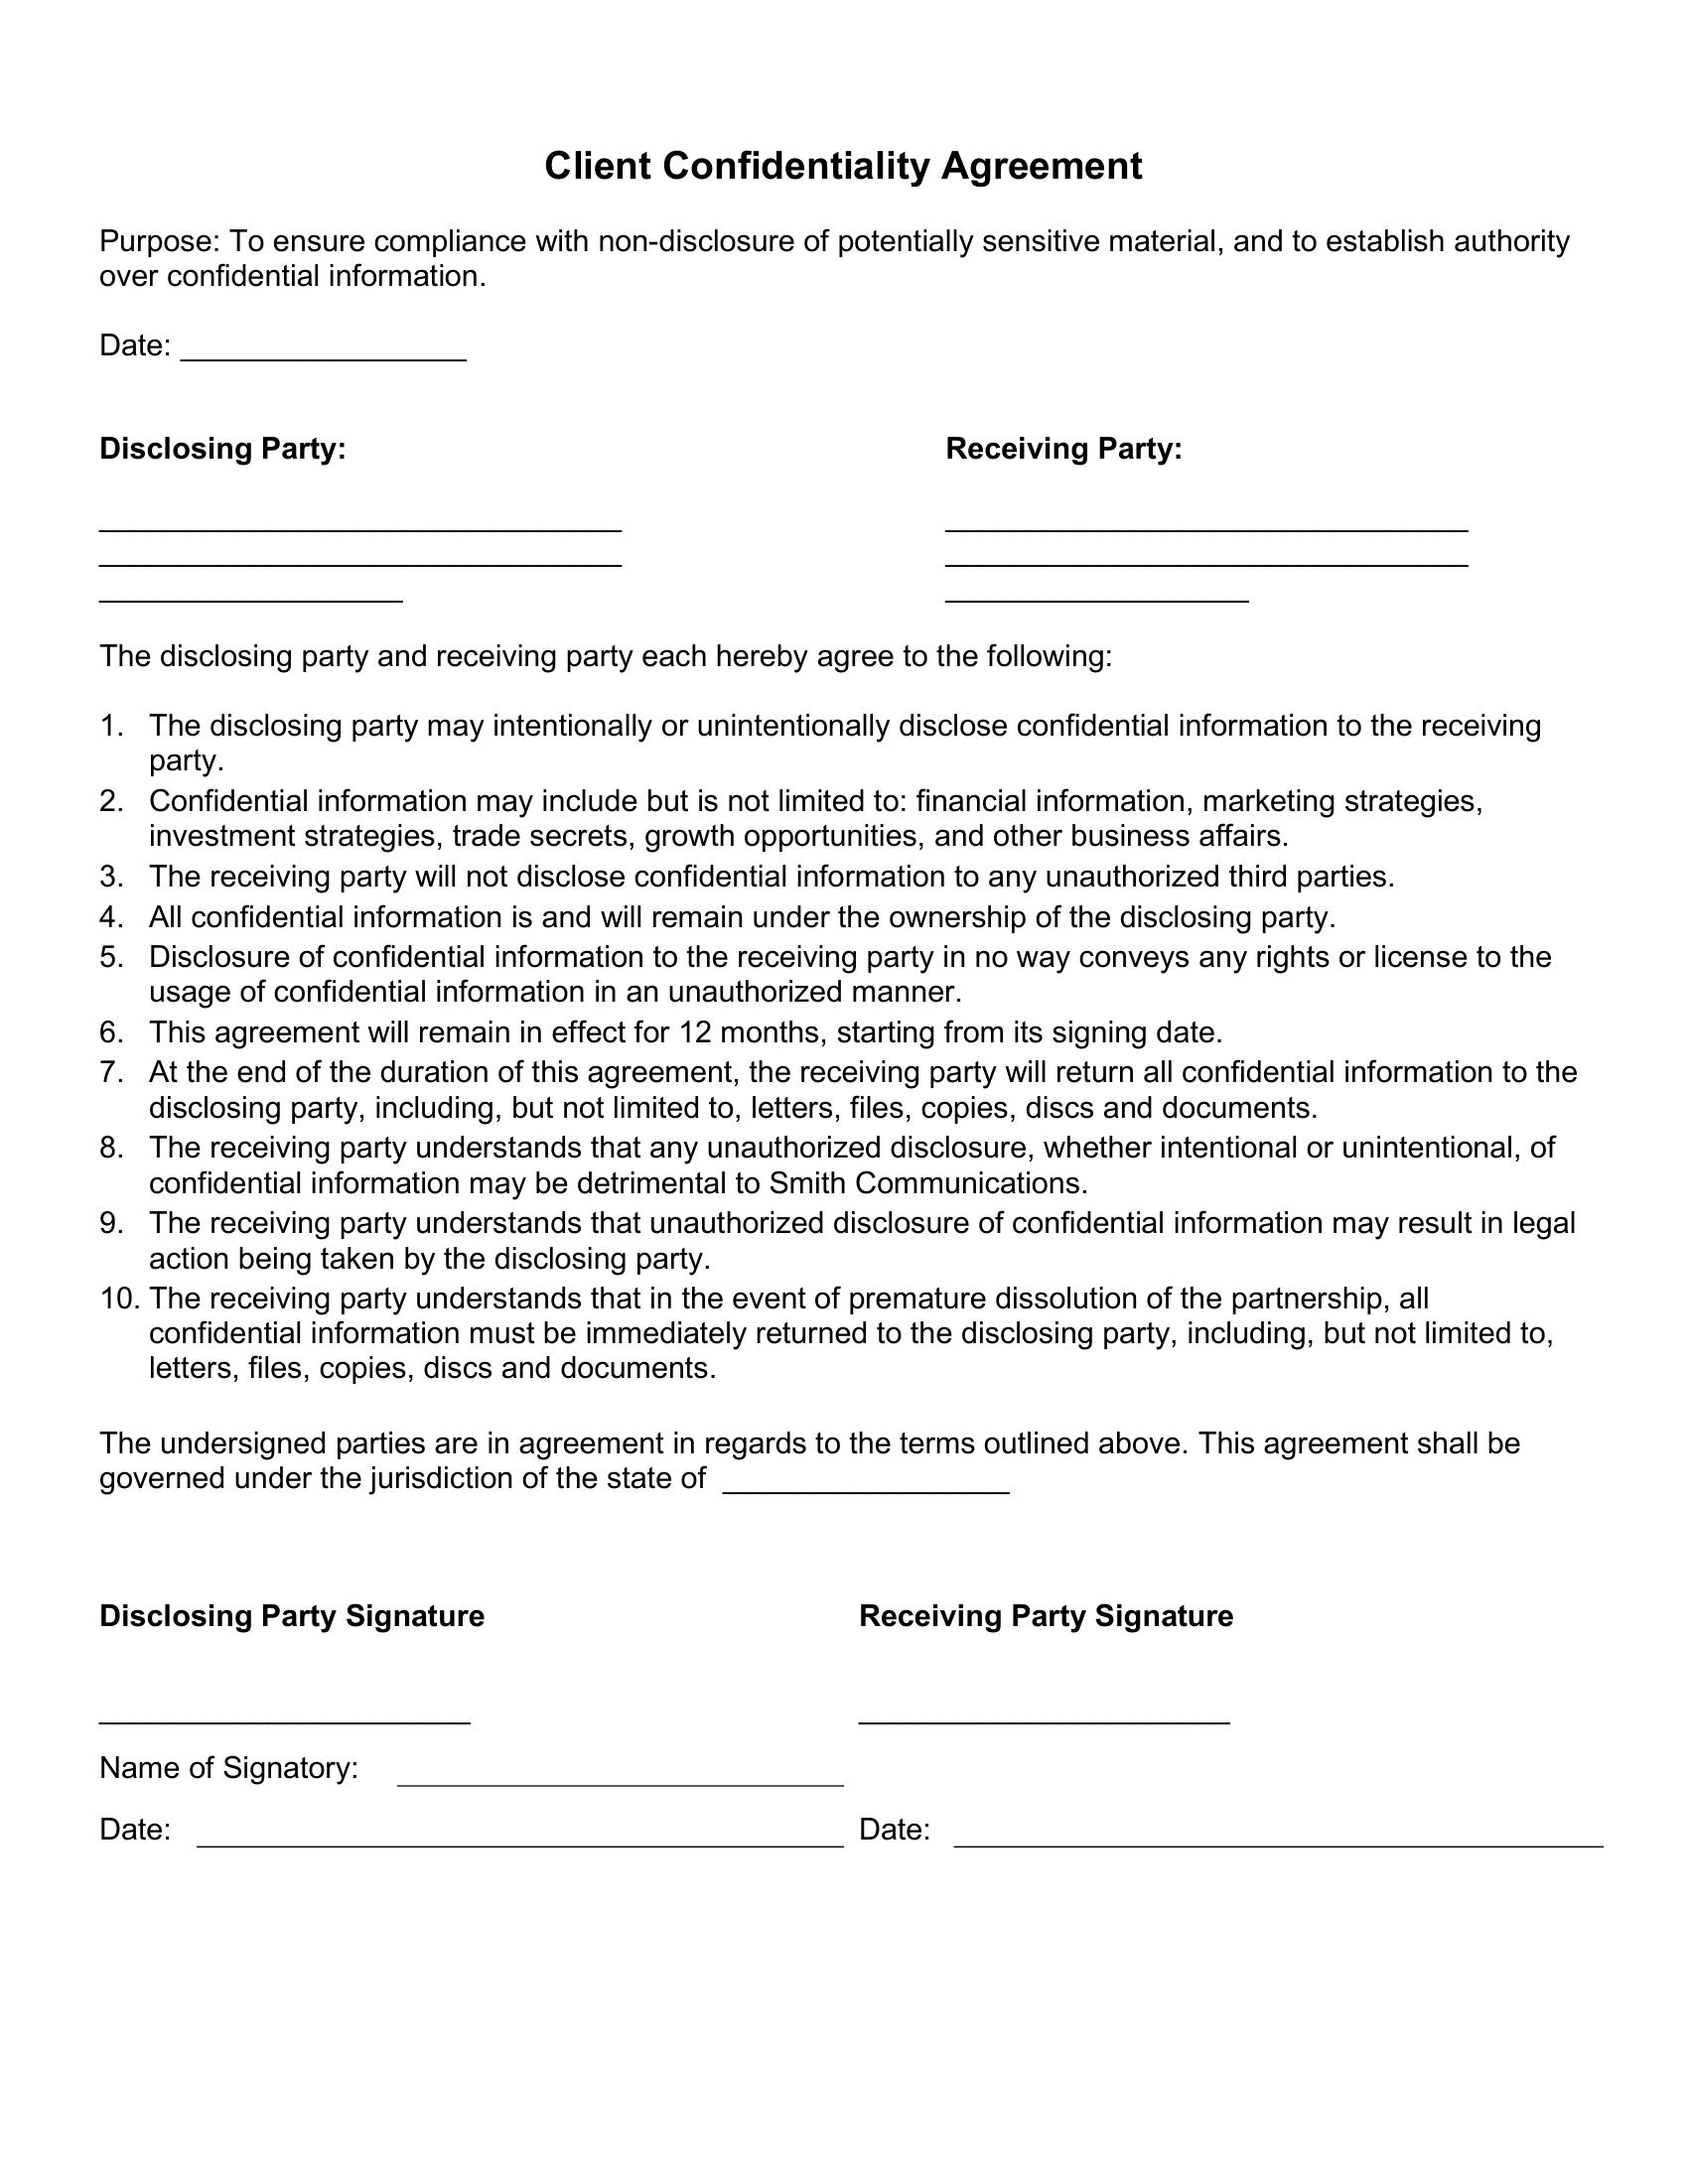 Client Confidentiality Agreement
Purpose: To ensure compliance with non-disclosure of potentially sensitive material, and to establish authority
over confidential information.
Date: _________________
Disclosing Party:
Receiving Party:
The disclosing party and receiving party each hereby agree to the following:
1. The disclosing party may intentionally or unintentionally disclose confidential information to the receiving
party.
2. Confidential information may include but is not limited to: financial information, marketing strategies,
investment strategies, trade secrets, growth opportunities, and other business affairs.
3. The receiving party will not disclose confidential information to any unauthorized third parties.
4. All confidential information is and will remain under the ownership of the disclosing party.
5. Disclosure of confidential information to the receiving party in no way conveys any rights or license to the
usage of confidential information in an unauthorized manner.
6. This agreement will remain in effect for 12 months, starting from its signing date.
7. At the end of the duration of this agreement, the receiving party will return all confidential information to the
disclosing party, including, but not limited to, letters, files, copies, discs and documents.
8. The receiving party understands that any unauthorized disclosure, whether intentional or unintentional, of
confidential information may be detrimental to Smith Communications.
9. The receiving party understands that unauthorized disclosure of confidential information may result in legal
action being taken by the disclosing party.
10. The receiving party understands that in the event of premature dissolution of the partnership, all
confidential information must be immediately returned to the disclosing party, including, but not limited to,
letters, files, copies, discs and documents.
The undersigned parties are in agreement in regards to the terms outlined above. This agreement shall be
governed under the jurisdiction of the state of _________________
Disclosing Party Signature
Receiving Party Signature
Name of Signatory:
Date:
Date: